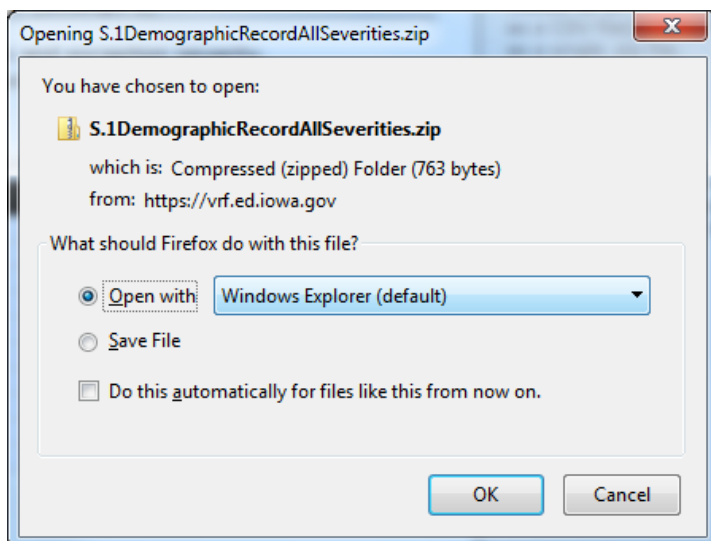 Opening S.1DemographicRecordAllSeverities.zip
You have chosen to open:
S.1DemographicRecordAllSeverities.zip
which is: Compressed (zipped) Folder (763 bytes)
from: https://vrf.ed.iowa.gov
What should Firefox do with this file?
Open with Windows Explorer (default)
Save File
Do this automatically for files like this from now on.
OK Cancel